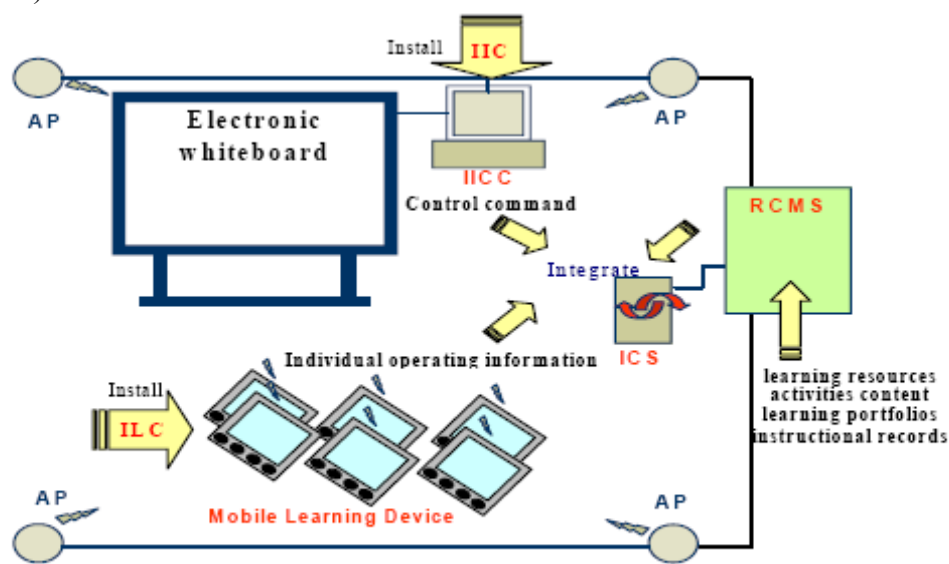 Install
IIC
AP
AP
Electronic
whiteboard
IICC
Control command
RCMS
Integrate
ICS
Individual operating information
learning resources
activities content
learning portfolios
instructional records
Install
ILC
AP
AP
Mobile Learning Device